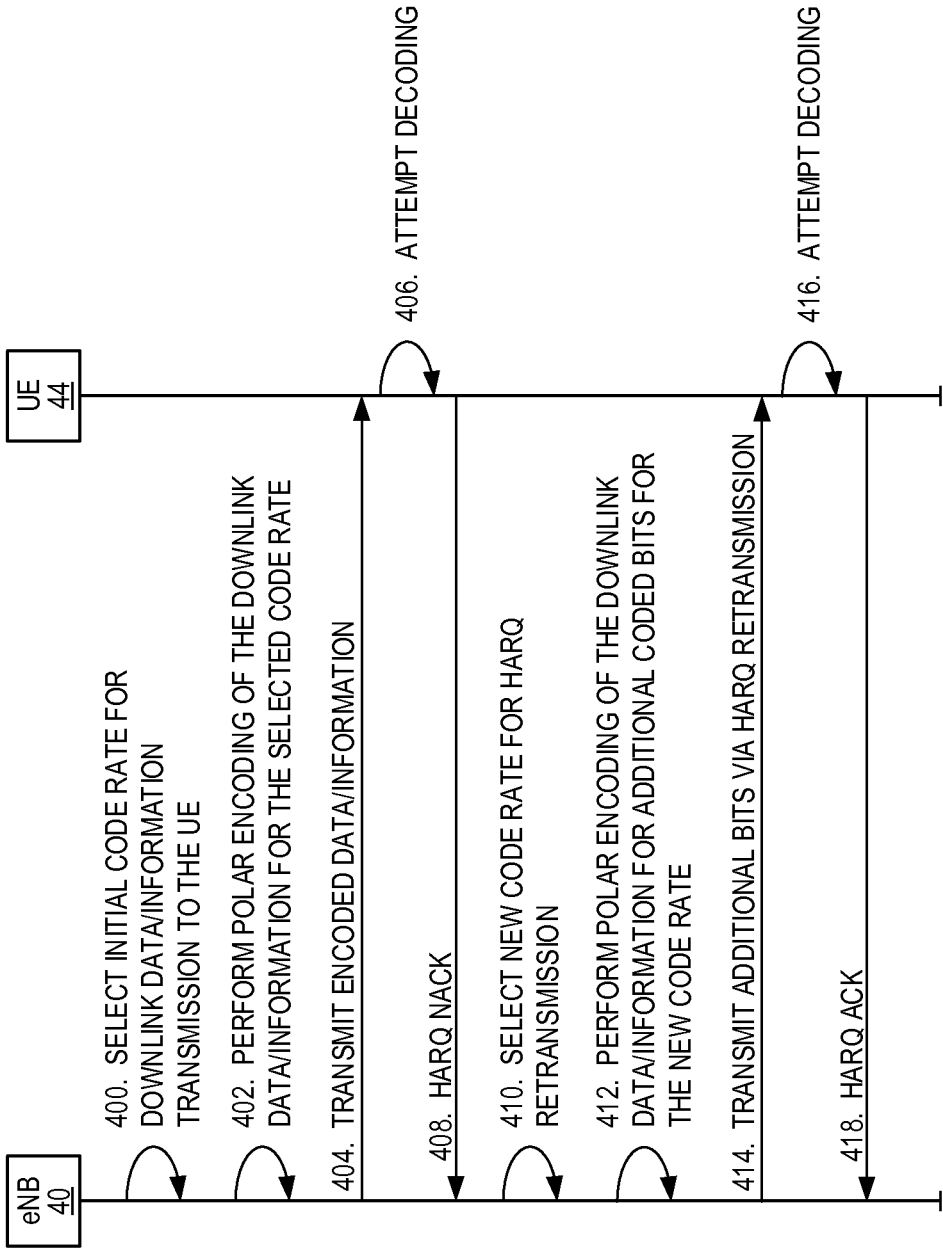 eNB
40
UE
44
400. SELECT INITIAL CODE RATE FOR
DOWNLINK DATA/INFORMATION
TRANSMISSION TO THE UE
402. PERFORM POLAR ENCODING OF THE DOWNLINK
DATA/INFORMATION FOR THE SELECTED CODE RATE
404. TRANSMIT ENCODED DATA/INFORMATION
406. ATTEMPT DECODING
408. HARQ NACK
410. SELECT NEW CODE RATE FOR HARQ
RETRANSMISSION
412. PERFORM POLAR ENCODING OF THE DOWNLINK
DATA/INFORMATION FOR ADDITIONAL CODED BITS FOR
THE NEW CODE RATE
414. TRANSMIT ADDITIONAL BITS VIA HARQ RETRANSMISSION
416. ATTEMPT DECODING
418. HARQ ACK